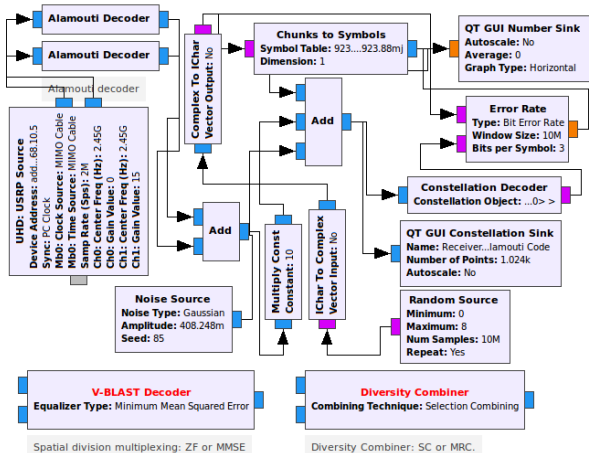 Alamouti Decoder
Alamouti Decoder
Alamouti decoder
UHD: USRP Source
Device Address: add...68.10.5
Sync: PC Clock
Mb0: Clock Source: MIMO Cable
Mb0: Time Source: MIMO Cable
Samp Rate (Sps): 2M
Ch0: Center Freq (Hz): 2.45G
Ch0: Gain Value: 0
Ch1: Center Freq (Hz): 2.45G
Ch1: Gain Value: 15
Complex To IChar
Vector Output: No
Chunks to Symbols
Symbol Table: 923....923.88mj
Dimension: 1
QT GUI Number Sink
Autoscale: No
Average: 0
Graph Type: Horizontal
Add
Error Rate
Type: Bit Error Rate
Window Size: 10M
Bits per Symbol: 3
Constellation Decoder
Constellation Object: ...0> >
Add
Multiply Const
Constant: 10
IChar To Complex
Vector Input: No
QT GUI Constellation Sink
Name: Receiver...lamouti Code
Number of Points: 1.024k
Autoscale: No
Noise Source
Noise Type: Gaussian
Amplitude: 408.248m
Seed: 85
Random Source
Minimum: 0
Maximum: 8
Num Samples: 10M
Repeat: Yes
V-BLAST Decoder
Equalizer Type: Minimum Mean Squared Error
Diversity Combiner
Combining Technique: Selection Combining
Spatial division multiplexing: ZF or MMSE
Diversity Combiner: SC or MRC.